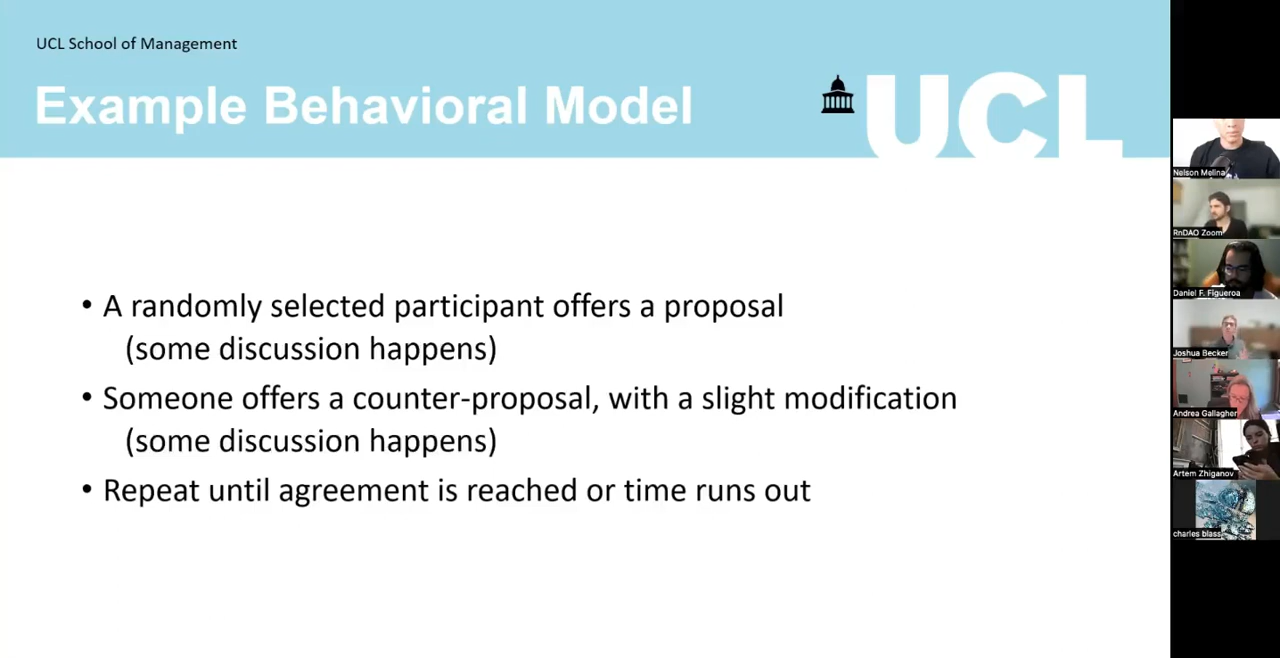 UCL School of Management
Example Behavioral Model
UCL
• A randomly selected participant offers a proposal
(some discussion happens)
• Someone offers a counter-proposal, with a slight modification
(some discussion happens)
• Repeat until agreement is reached or time runs out
Nelson Melina
RnDAO Zoom
Daniel F. Figueroa
Joshua Becker
Andrea Gallagher
Artem Zhiganov
charles blass